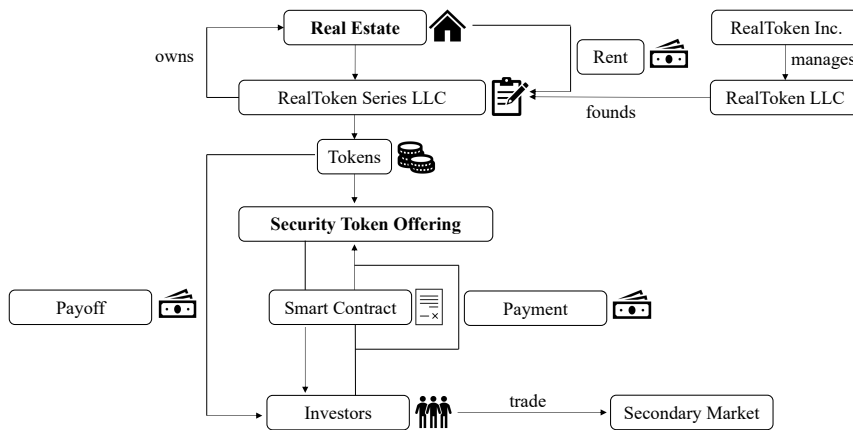 Real Estate
RealToken Inc.
owns
Rent
manages
RealToken Series LLC
RealToken LLC
founds
Tokens
Security Token Offering
Payoff
Smart Contract
Payment
Investors
trade
Secondary Market